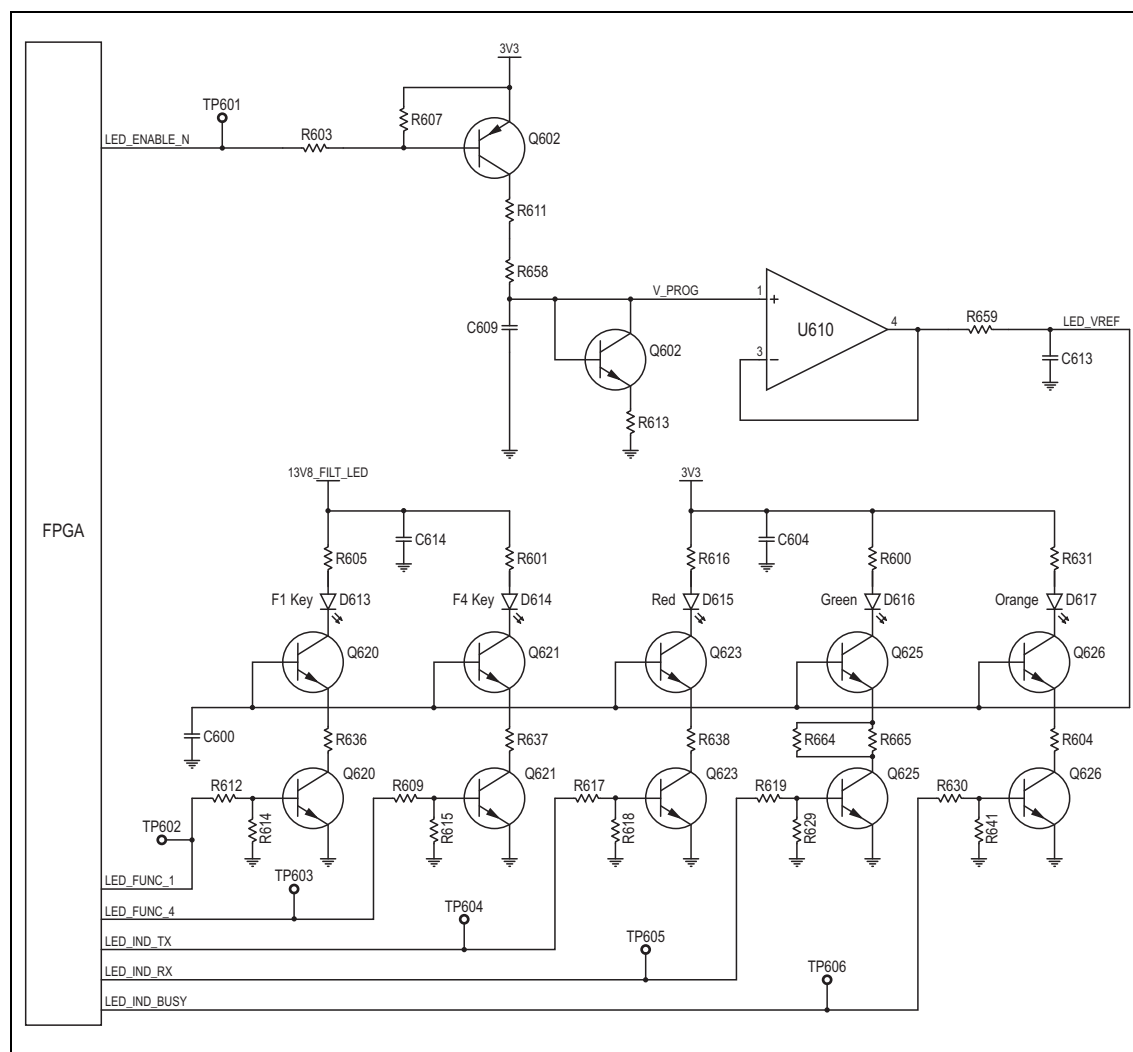 3V3
TP601
R607
LED_ENABLE_N
R603
Q602
R611
R658
V_PROG
1
+
U610
4
R659
LED_VREF
C609
Q602
3
−
C613
R613
13V8_FILT_LED
3V3
FPGA
C614
C604
R605
R601
R616
R600
R631
F1 Key
D613
F4 Key
D614
Red
D615
Green
D616
Orange
D617
Q620
Q621
Q623
Q625
Q626
C600
R636
R637
R638
R664
R665
R604
R612
Q620
R609
Q621
R617
Q623
R619
Q625
R630
Q626
TP602
R614
R615
R618
R629
R641
LED_FUNC_1
TP603
LED_FUNC_4
TP604
LED_IND_TX
TP605
LED_IND_RX
TP606
LED_IND_BUSY